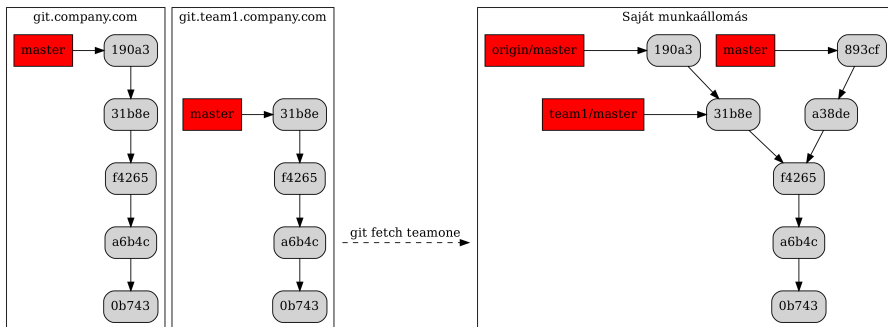 git.company.com
master
190a3
31b8e
f4265
a6b4c
0b743
git.team1.company.com
master
31b8e
f4265
a6b4c
0b743
git fetch teamone
Saját munkaállomás
origin/master
190a3
master
893cf
team1/master
31b8e
a38de
f4265
a6b4c
0b743